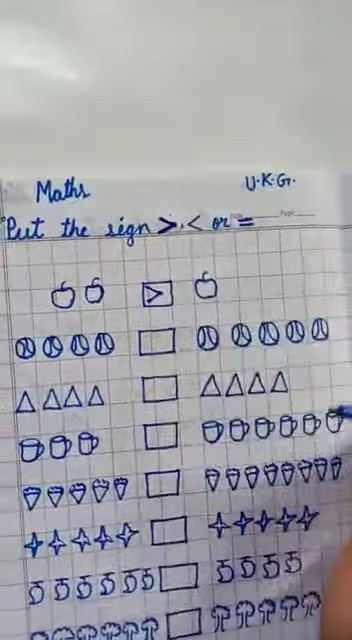 Maths
U.K.G.
Put the sign >, < or =
>